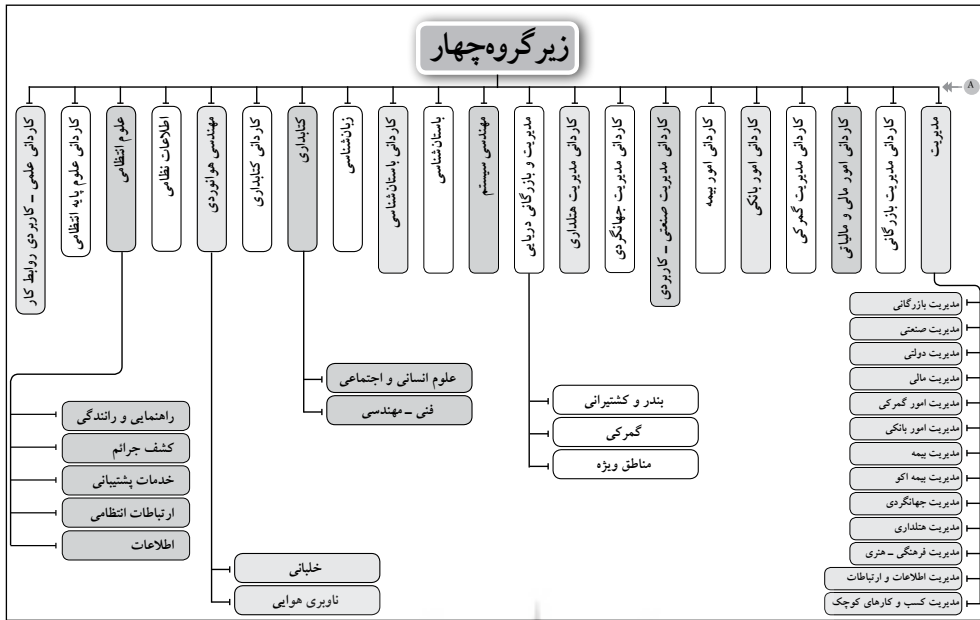 زیرگروه چهار
A
مدیریت
کاردانی مدیریت بازرگانی
کاردانی امور مالی و مالیاتی
کاردانی مدیریت گمرکی
کاردانی امور بانکی
کاردانی امور بیمه
کاردانی مدیریت صنعتی ـ کاربردی
کاردانی مدیریت جهانگردی
کاردانی مدیریت هتلداری
مدیریت و بازرگانی دریایی
مهندسی سیستم
باستان‌شناسی
کاردانی باستان‌شناسی
زبان‌شناسی
کتابداری
کاردانی کتابداری
مهندسی هوانوردی
اطلاعات نظامی
علوم انتظامی
کاردانی علوم پایه انتظامی
کاردانی علمی ـ کاربردی روابط کار
مدیریت بازرگانی
مدیریت صنعتی
مدیریت دولتی
مدیریت مالی
مدیریت امور گمرکی
مدیریت امور بانکی
مدیریت بیمه
مدیریت بیمه اکو
مدیریت جهانگردی
مدیریت هتلداری
مدیریت فرهنگی ـ هنری
مدیریت اطلاعات و ارتباطات
مدیریت کسب و کارهای کوچک
بندر و کشتیرانی
گمرکی
مناطق ویژه
علوم انسانی و اجتماعی
فنی ـ مهندسی
خلبانی
ناوبری هوایی
راهنمایی و رانندگی
کشف جرائم
خدمات پشتیبانی
ارتباطات انتظامی
اطلاعات